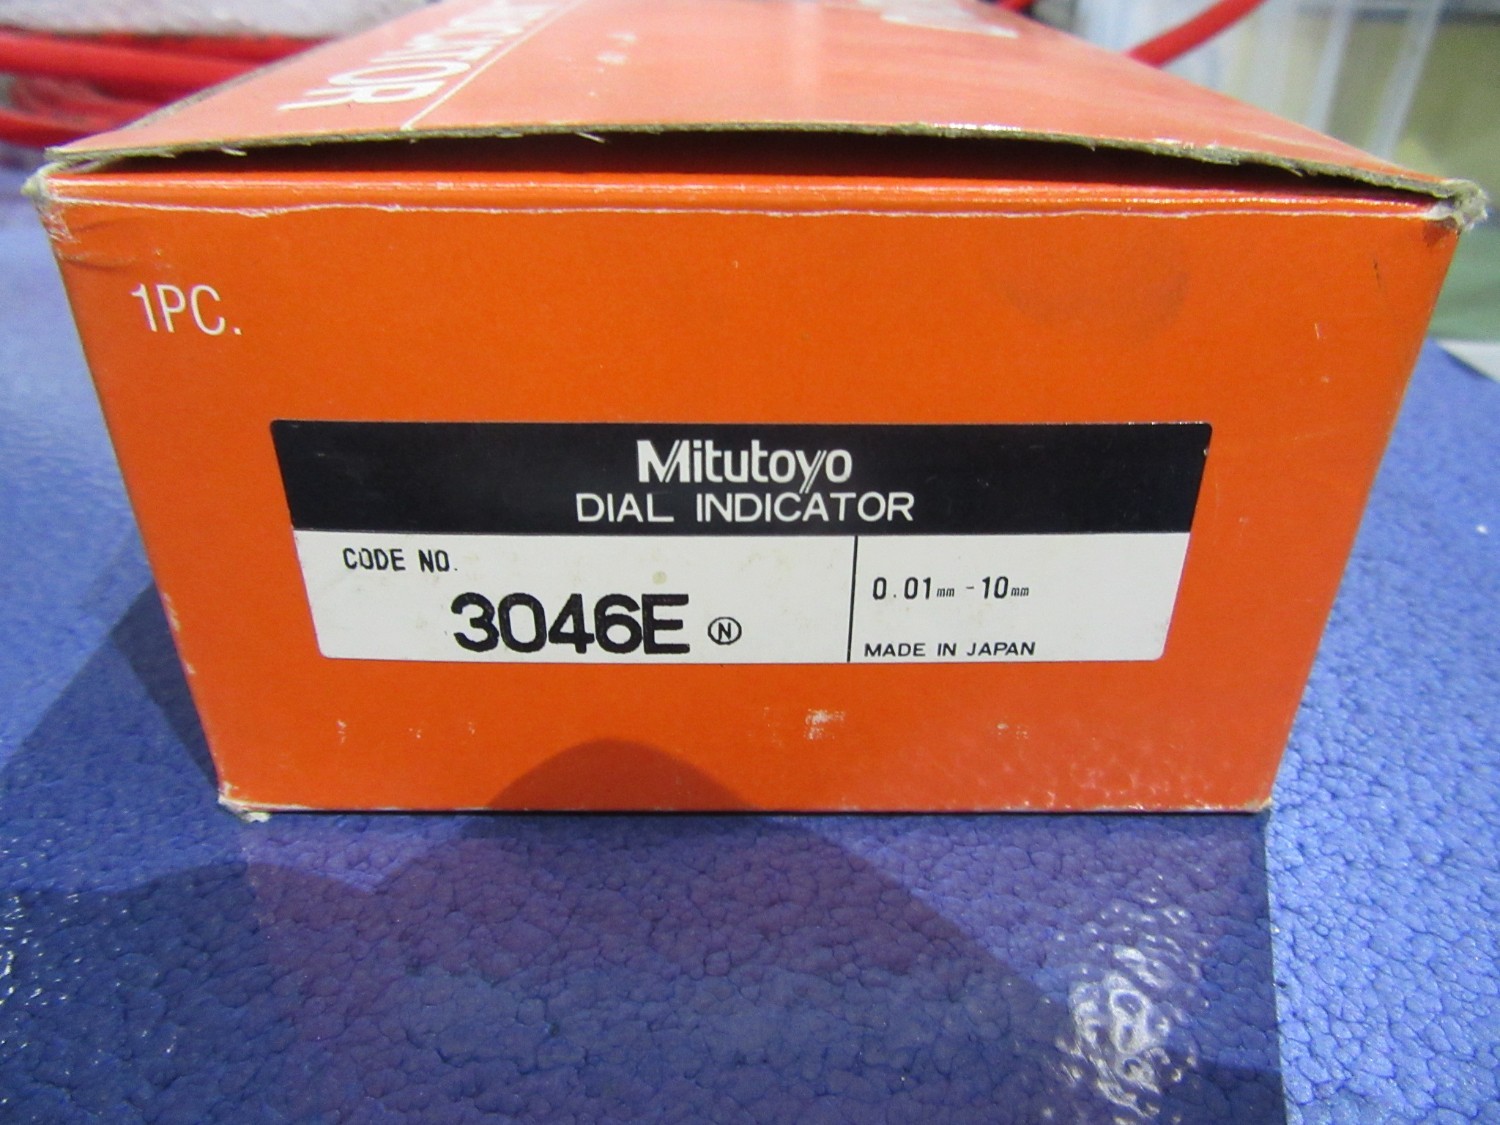 1PC.
Mitutoyo
DIAL INDICATOR
CODE NO.
3046E Ⓝ
0.01mm - 10mm
MADE IN JAPAN